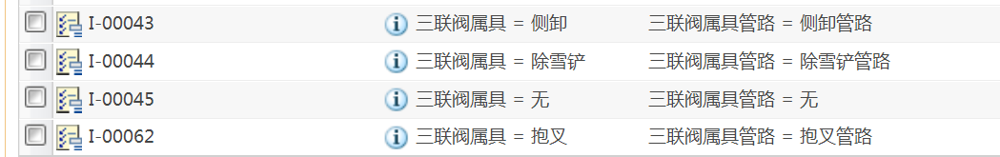 I-00043 三联阀属具 = 侧卸 三联阀属具管路 = 侧卸管路
I-00044 三联阀属具 = 除雪铲 三联阀属具管路 = 除雪铲管路
I-00045 三联阀属具 = 无 三联阀属具管路 = 无
I-00062 三联阀属具 = 抱叉 三联阀属具管路 = 抱叉管路